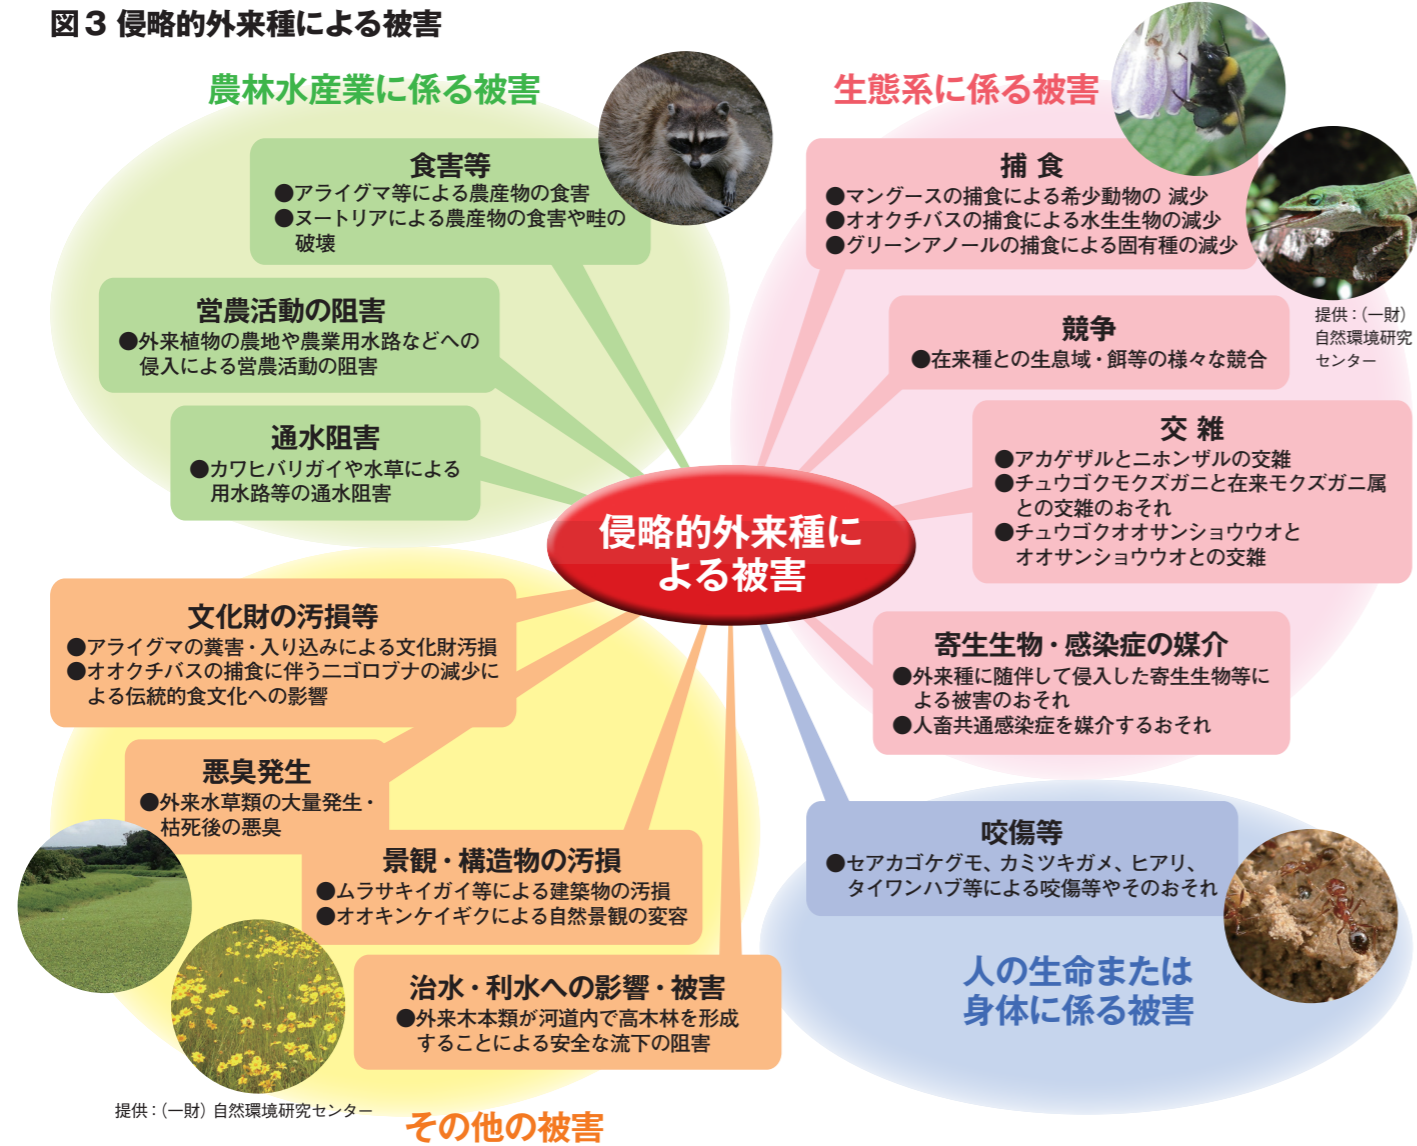 図3 侵略的外来種による被害
農林水産業に係る被害
食害等
●アライグマ等による農産物の食害
●ヌートリアによる農産物の食害や畦の
破壊
営農活動の阻害
●外来植物の農地や農業用水路などへの
侵入による営農活動の阻害
通水阻害
●カワヒバリガイや水草による
用水路等の通水阻害
生態系に係る被害
捕 食
●マングースの捕食による希少動物の 減少
●オオクチバスの捕食による水生生物の減少
●グリーンアノールの捕食による固有種の減少
提供：（一財）
自然環境研究
センター
競争
●在来種との生息域・餌等の様々な競合
交 雑
●アカゲザルとニホンザルの交雑
●チュウゴクモクズガニと在来モクズガニ属
との交雑のおそれ
●チュウゴクオオサンショウウオと
オオサンショウウオとの交雑
寄生生物・感染症の媒介
●外来種に随伴して侵入した寄生生物等に
よる被害のおそれ
●人畜共通感染症を媒介するおそれ
侵略的外来種に
よる被害
文化財の汚損等
●アライグマの糞害・入り込みによる文化財汚損
●オオクチバスの捕食に伴う二ゴロブナの減少に
よる伝統的食文化への影響
悪臭発生
●外来水草類の大量発生・
枯死後の悪臭
景観・構造物の汚損
●ムラサキイガイ等による建築物の汚損
●オオキンケイギクによる自然景観の変容
治水・利水への影響・被害
●外来木本類が河道内で高木林を形成
することによる安全な流下の阻害
提供：（一財）自然環境研究センター
その他の被害
咬傷等
●セアカゴケグモ、カミツキガメ、ヒアリ、
タイワンハブ等による咬傷等やそのおそれ
人の生命または
身体に係る被害